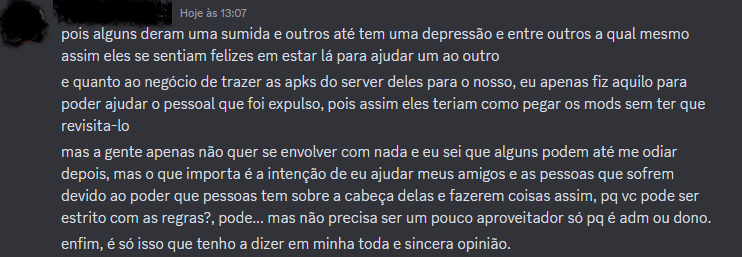 Hoje às 13:07
pois alguns deram uma sumida e outros até tem uma depressão e entre outros a qual mesmo
assim eles se sentiam felizes em estar lá para ajudar um ao outro
e quanto ao negócio de trazer as apks do server deles para o nosso, eu apenas fiz aquilo para
poder ajudar o pessoal que foi expulso, pois assim eles teriam como pegar os mods sem ter que
revisita-lo
mas a gente apenas não quer se envolver com nada e eu sei que alguns podem até me odiar
depois, mas o que importa é a intenção de eu ajudar meus amigos e as pessoas que sofrem
devido ao poder que pessoas tem sobre a cabeça delas e fazerem coisas assim, pq vc pode ser
estrito com as regras?, pode... mas não precisa ser um pouco aproveitador só pq é adm ou dono.
enfim, é só isso que tenho a dizer em minha toda e sincera opinião.